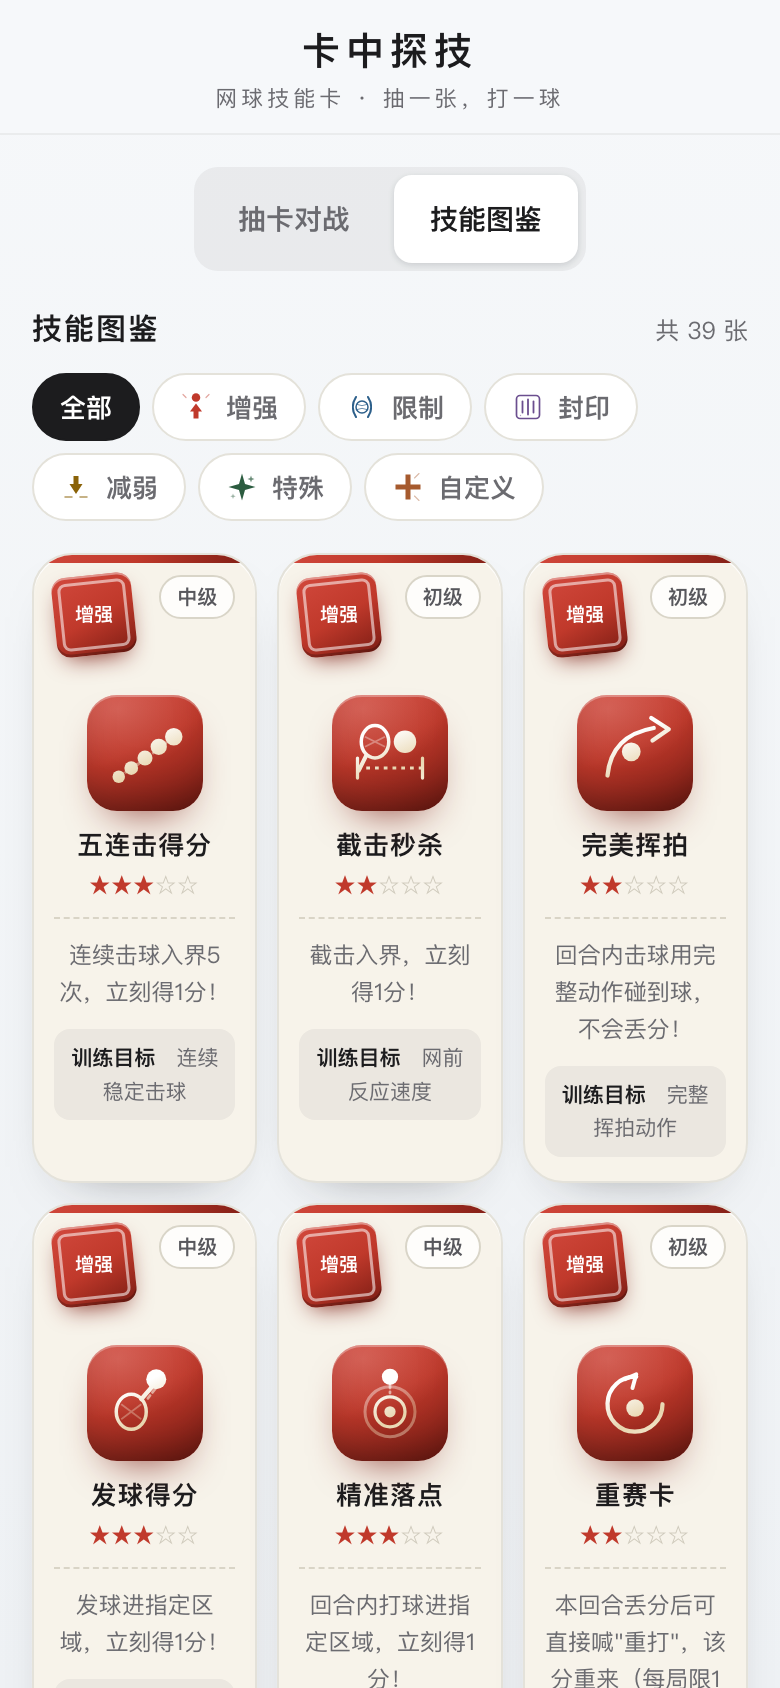 卡中探技
网球技能卡 · 抽一张，打一球
抽卡对战 技能图鉴
技能图鉴 共 39 张
全部 增强 限制 封印
减弱 特殊 自定义
增强 中级
五连击得分
★★★☆☆
连续击球入界5
次，立刻得1分！
训练目标 连续
稳定击球
增强 初级
截击秒杀
★★☆☆☆
截击入界，立刻
得1分！
训练目标 网前
反应速度
增强 初级
完美挥拍
★★☆☆☆
回合内击球用完
整动作碰到球，
不会丢分！
训练目标 完整
挥拍动作
增强 中级
发球得分
★★★☆☆
发球进指定区
域，立刻得1分！
增强 中级
精准落点
★★★☆☆
回合内打球进指
定区域，立刻得1
分！
增强 初级
重赛卡
★★☆☆☆
本回合丢分后可
直接喊"重打"，该
分重来（每局限1